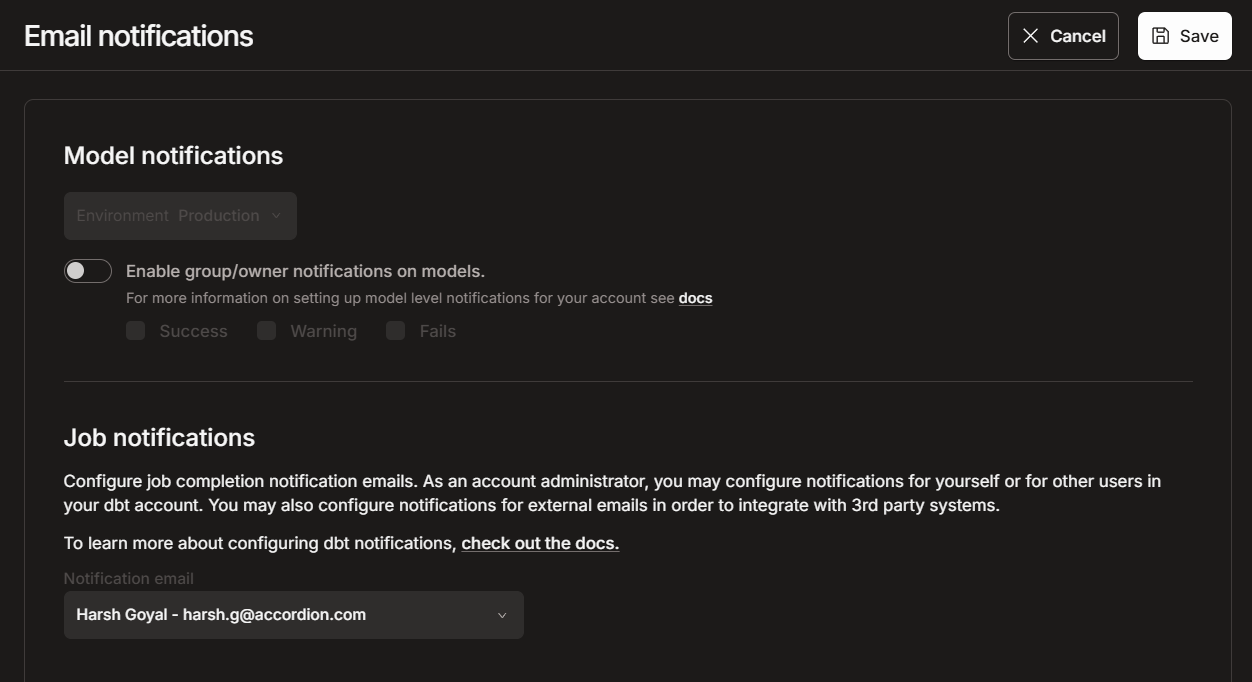 Email notifications
Cancel
Save
Model notifications
Environment Production
Enable group/owner notifications on models.
For more information on setting up model level notifications for your account see docs
Success Warning Fails
Job notifications
Configure job completion notification emails. As an account administrator, you may configure notifications for yourself or for other users in
your dbt account. You may also configure notifications for external emails in order to integrate with 3rd party systems.
To learn more about configuring dbt notifications, check out the docs.
Notification email
Harsh Goyal - harsh.g@accordion.com